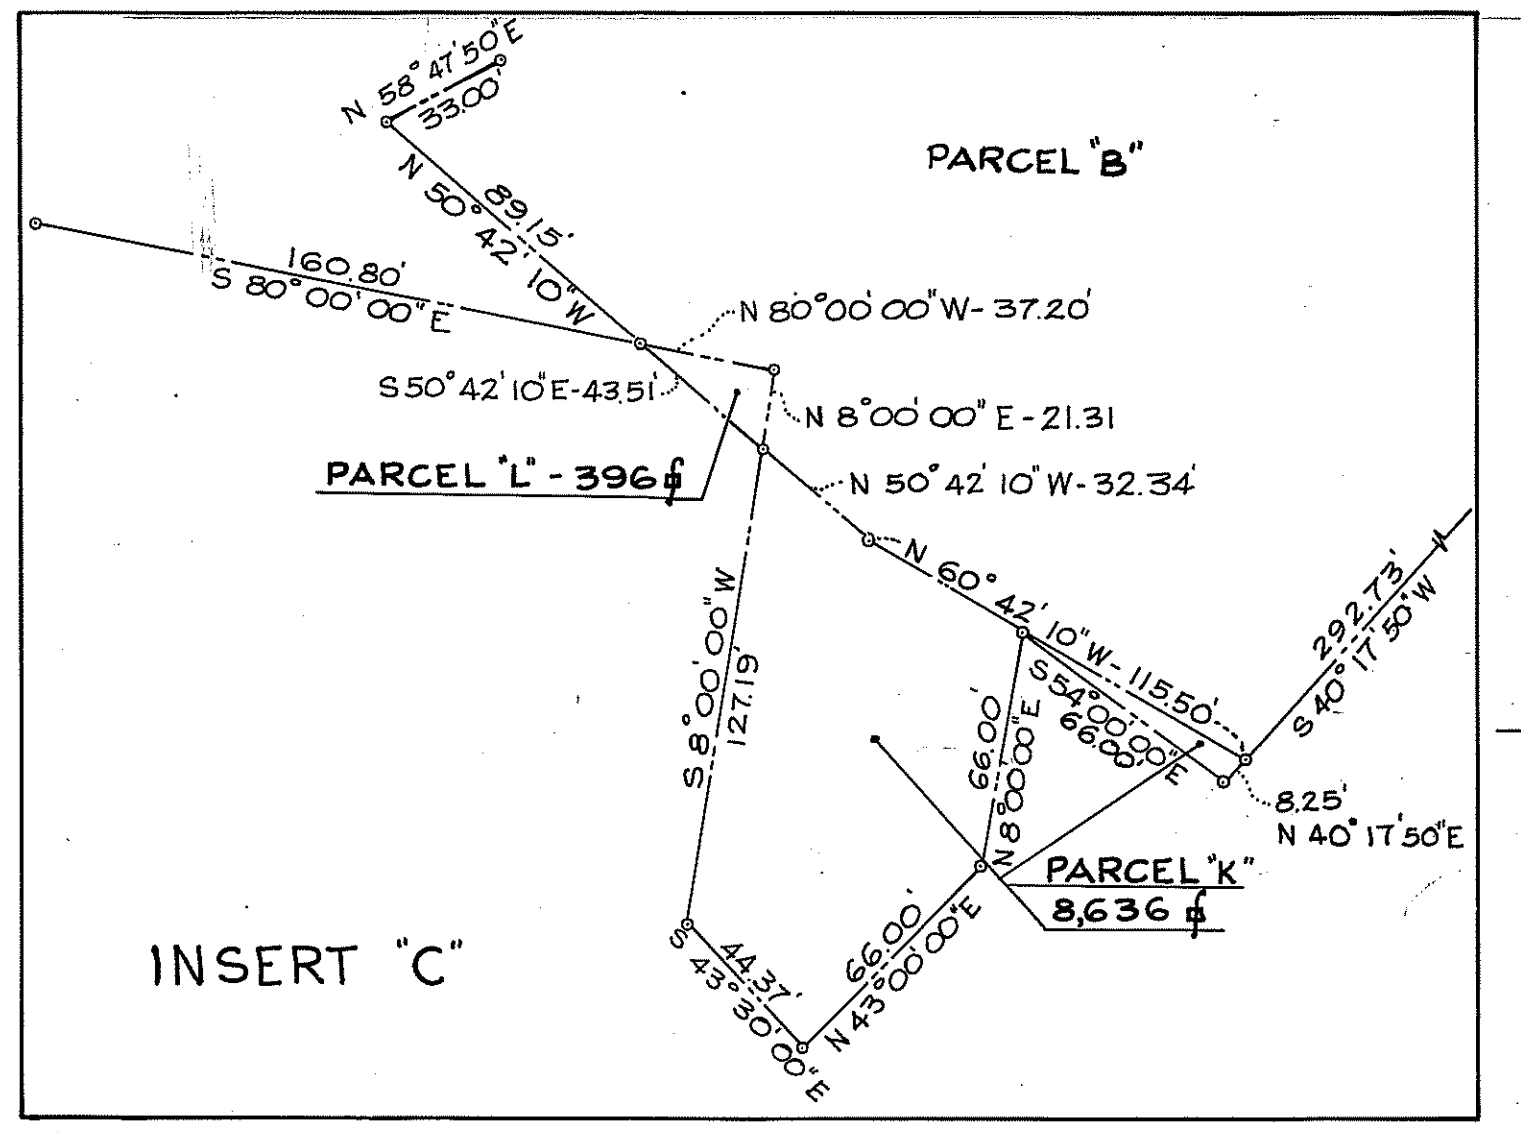 N 58° 47' 50" E
33.00'
PARCEL "B"
89.15'
N 50° 42' 10" W
160.80'
S 80° 00' 00" E
N 80° 00' 00" W - 37.20'
S 50° 42' 10" E - 43.51'
N 8° 00' 00" E - 21.31
PARCEL "L" - 396
N 50° 42' 10" W - 32.34'
N 60° 42' 10" W - 115.50'
292.73'
S 40° 17' 50" W
S 8° 00' 00" W
127.19'
S 54° 00' 00" E
66.00'
66.00'
N 8° 00' 00" E
8.25'
N 40° 17' 50" E
PARCEL "K"
8,636
66.00'
N 43° 00' 00" E
44.37'
S 43° 30' 00" E
INSERT "C"